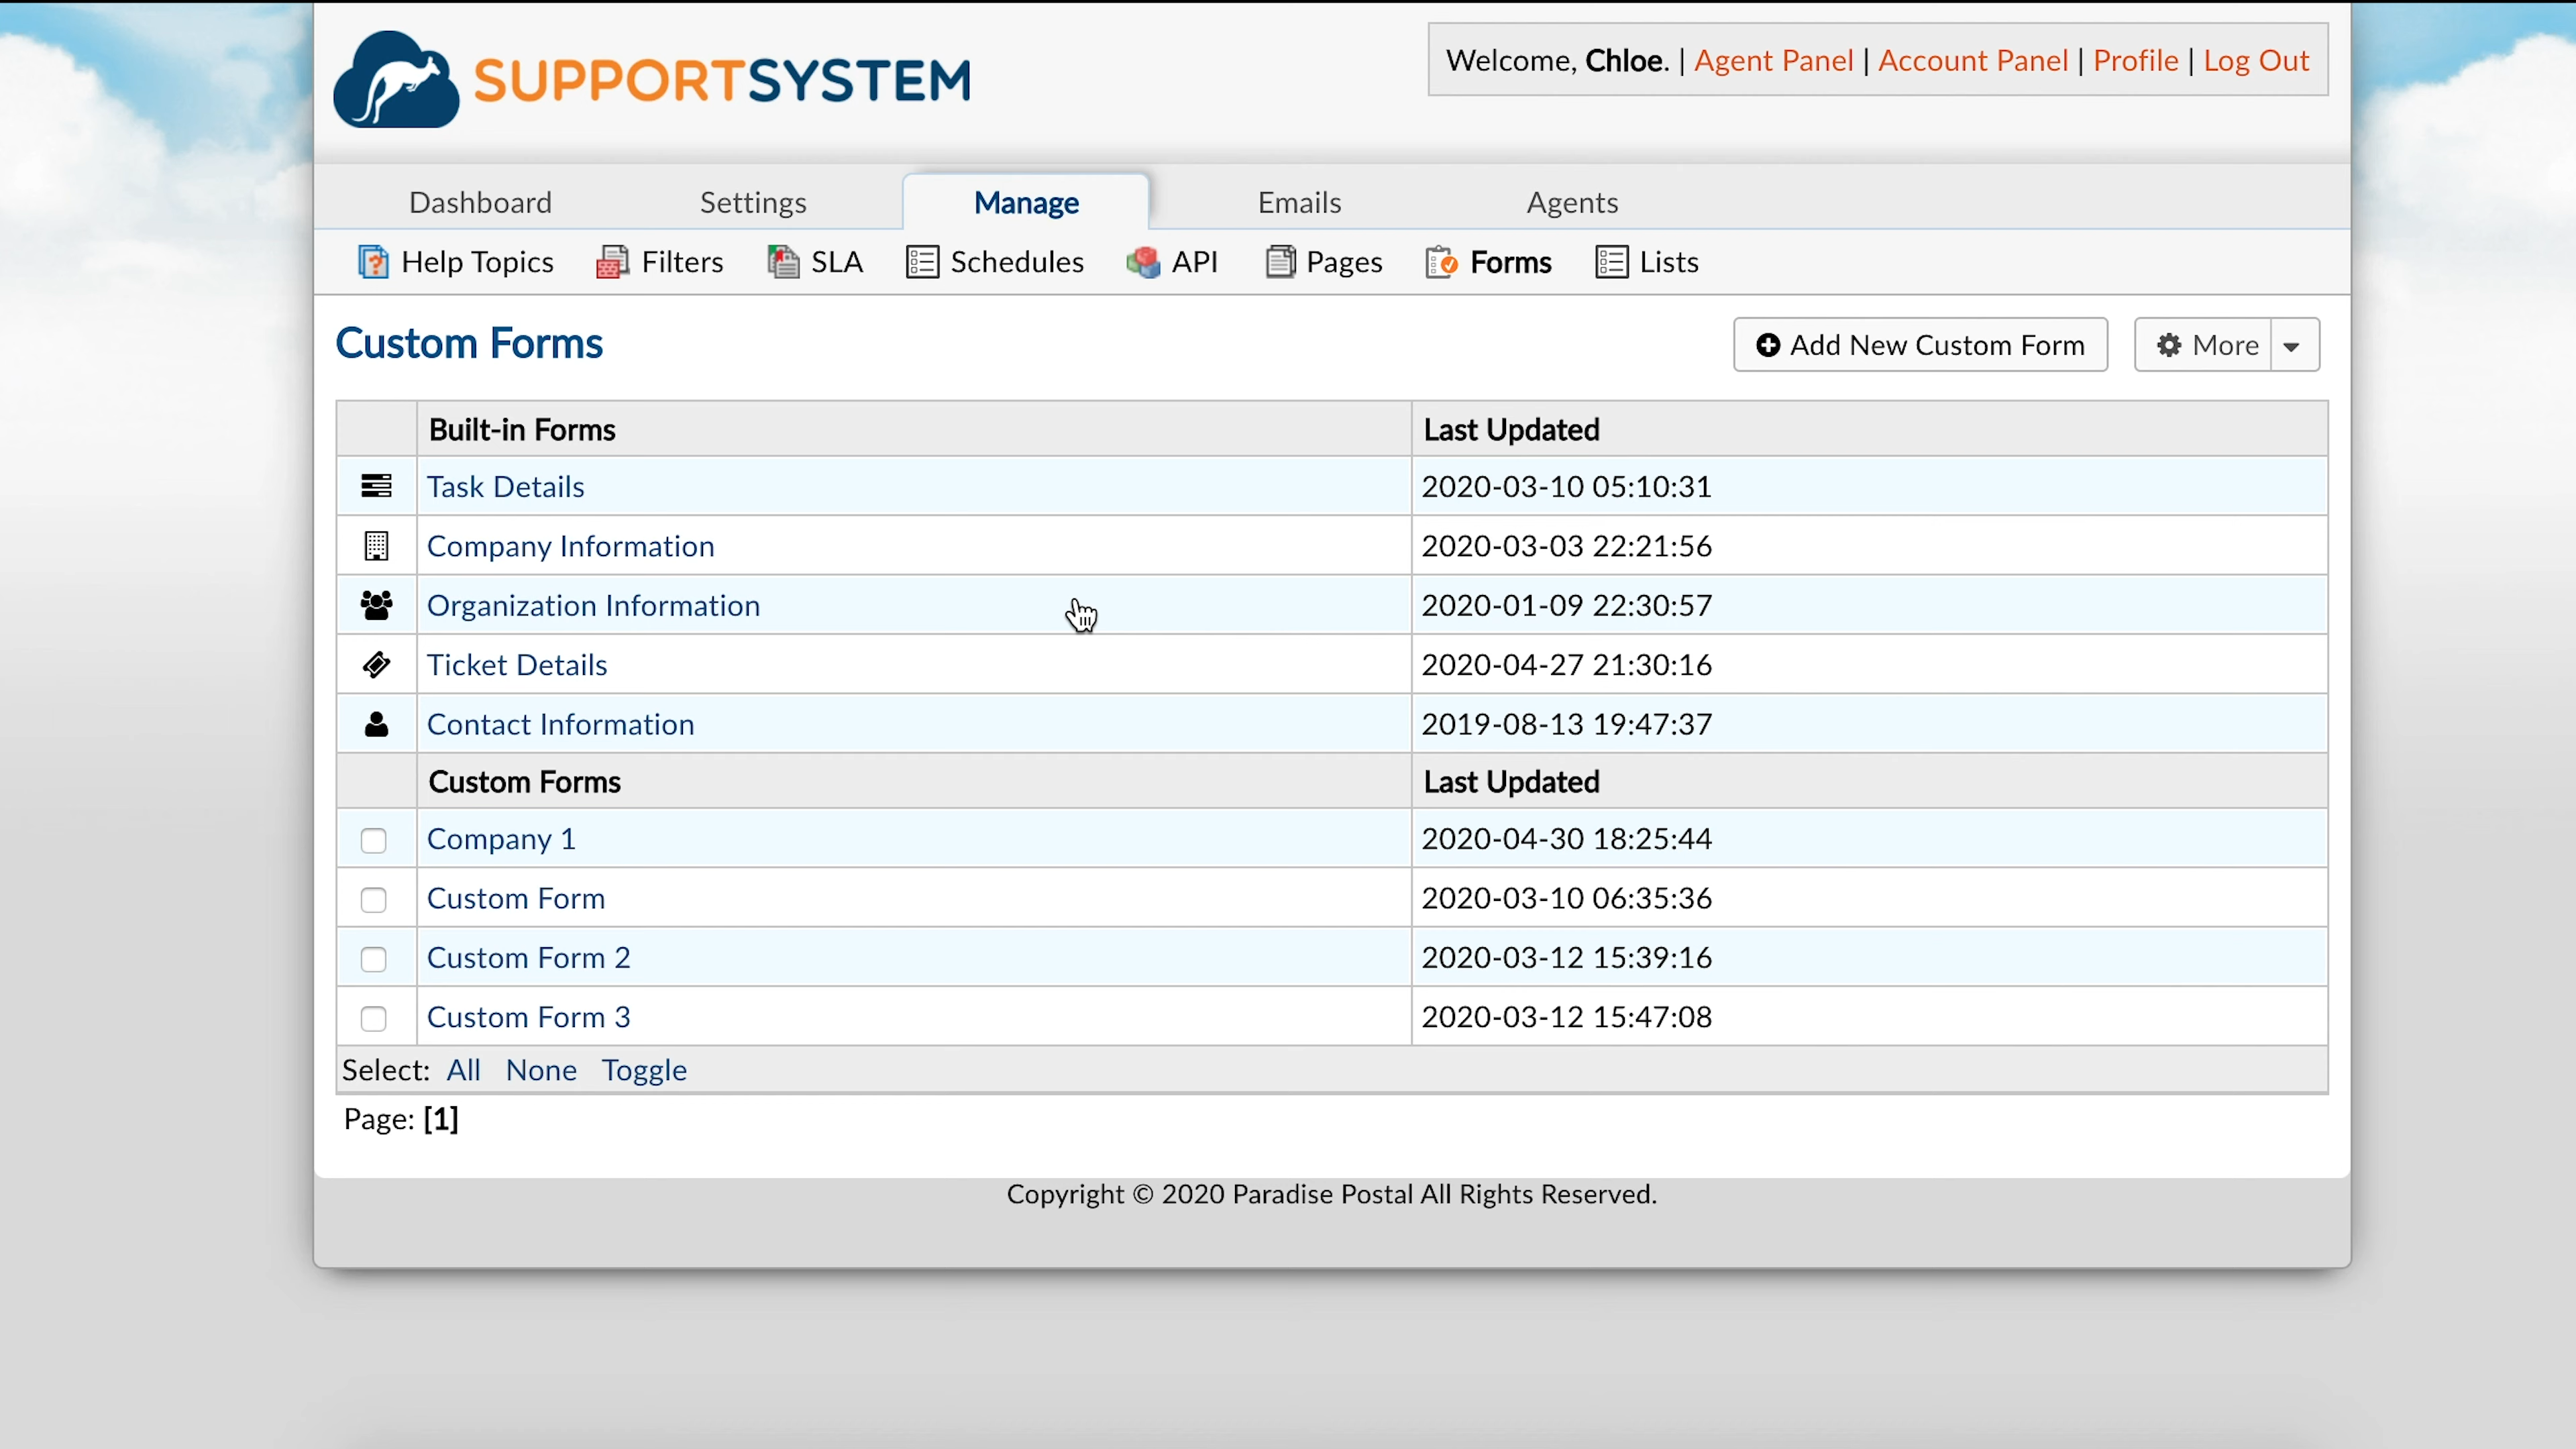 SUPPORTSYSTEM
Welcome, Chloe. | Agent Panel | Account Panel | Profile | Log Out
Dashboard Settings Manage Emails Agents
Help Topics Filters SLA Schedules API Pages Forms Lists
Custom Forms Add New Custom Form More
Built-in Forms Last Updated
Task Details 2020-03-10 05:10:31
Company Information 2020-03-03 22:21:56
Organization Information 2020-01-09 22:30:57
Ticket Details 2020-04-27 21:30:16
Contact Information 2019-08-13 19:47:37
Custom Forms Last Updated
Company 1 2020-04-30 18:25:44
Custom Form 2020-03-10 06:35:36
Custom Form 2 2020-03-12 15:39:16
Custom Form 3 2020-03-12 15:47:08
Select: All None Toggle
Page: [1]
Copyright © 2020 Paradise Postal All Rights Reserved.